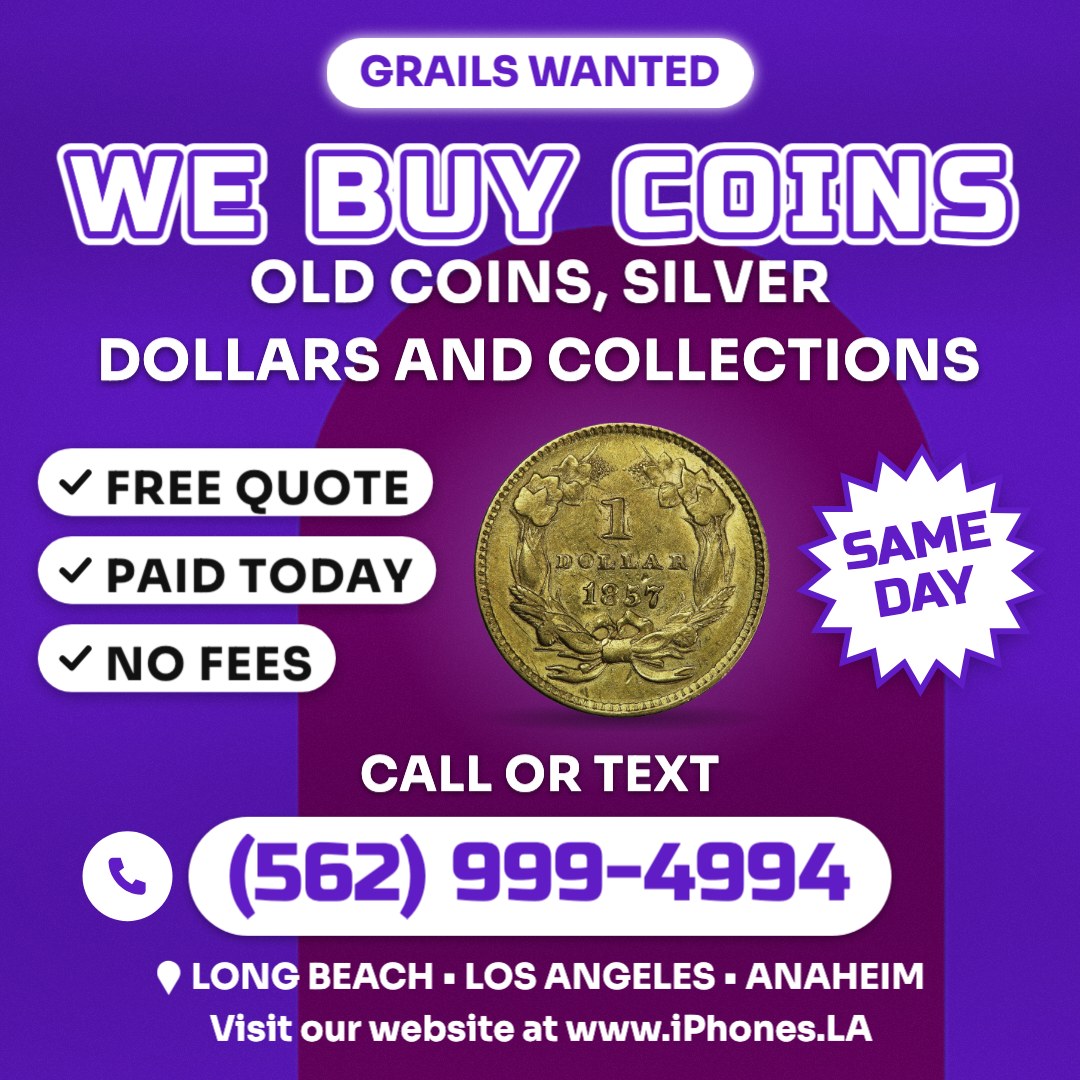 GRAILS WANTED
WE BUY COINS
OLD COINS, SILVER
DOLLARS AND COLLECTIONS
✓ FREE QUOTE
✓ PAID TODAY
✓ NO FEES
1
DOLLAR
1857
SAME
DAY
CALL OR TEXT
(562) 999-4994
LONG BEACH ▪ LOS ANGELES ▪ ANAHEIM
Visit our website at www.iPhones.LA